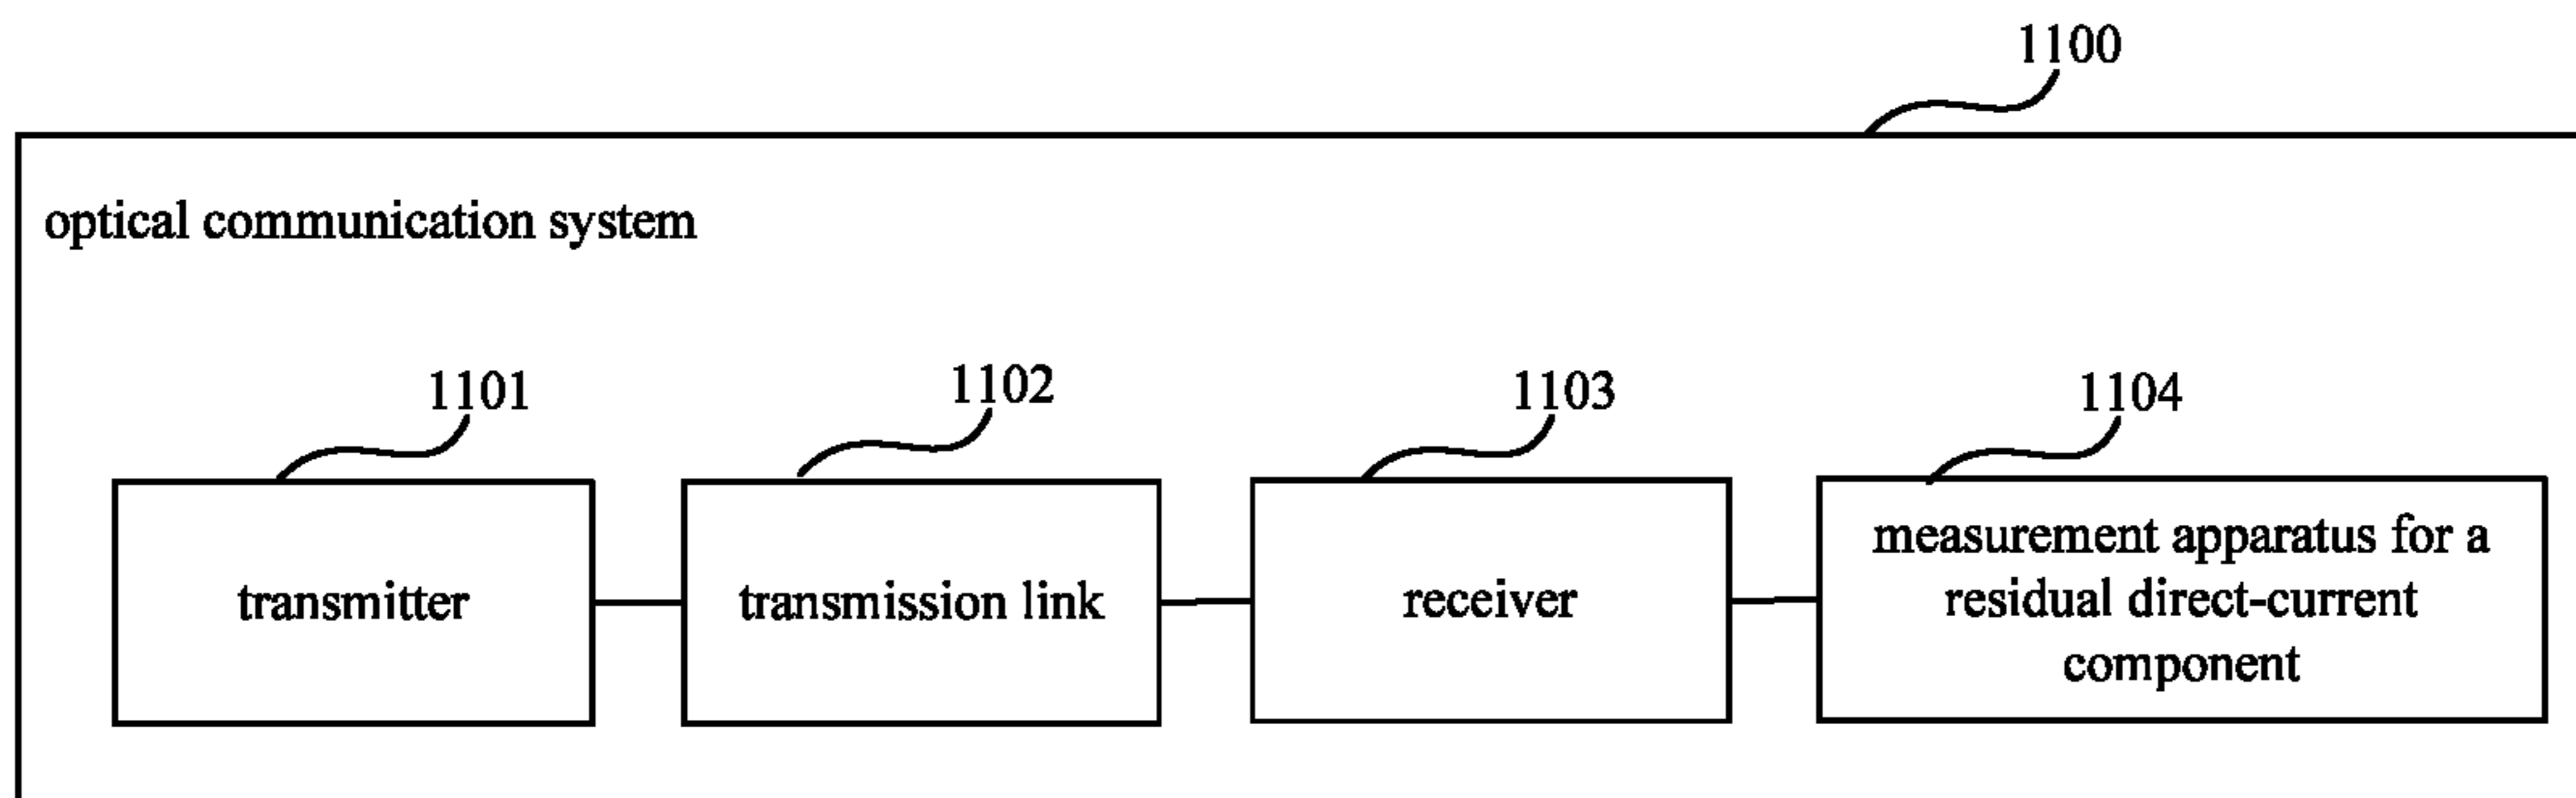 1100
optical communication system
1101
1102
1103
1104
transmitter
transmission link
receiver
measurement apparatus for a
residual direct-current
component